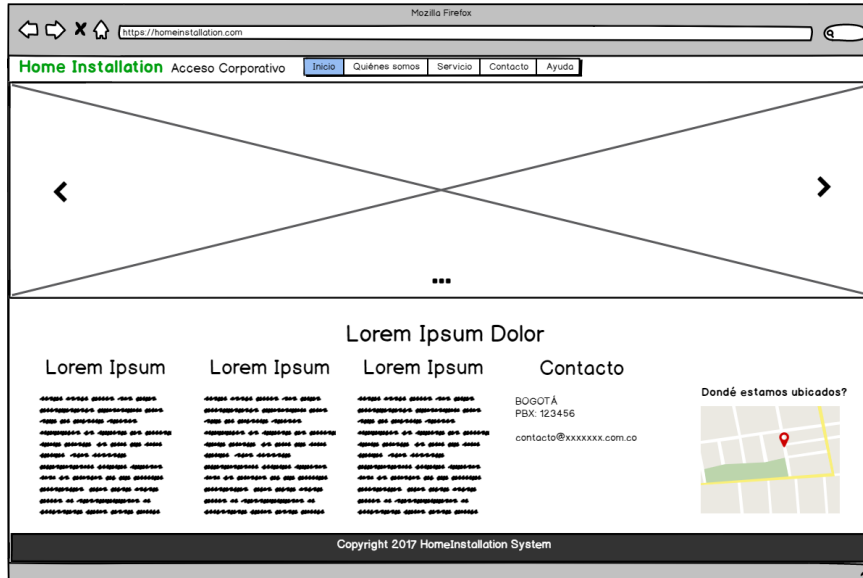 Mozilla Firefox
https://homeinstallation.com
Home Installation Acceso Corporativo Inicio Quiénes somos Servicio Contacto Ayuda
Lorem Ipsum Dolor
Lorem Ipsum Lorem Ipsum Lorem Ipsum Contacto
Dondé estamos ubicados?
BOGOTÁ
PBX: 123456
contacto@xxxxxxx.com.co
Copyright 2017 HomeInstallation System